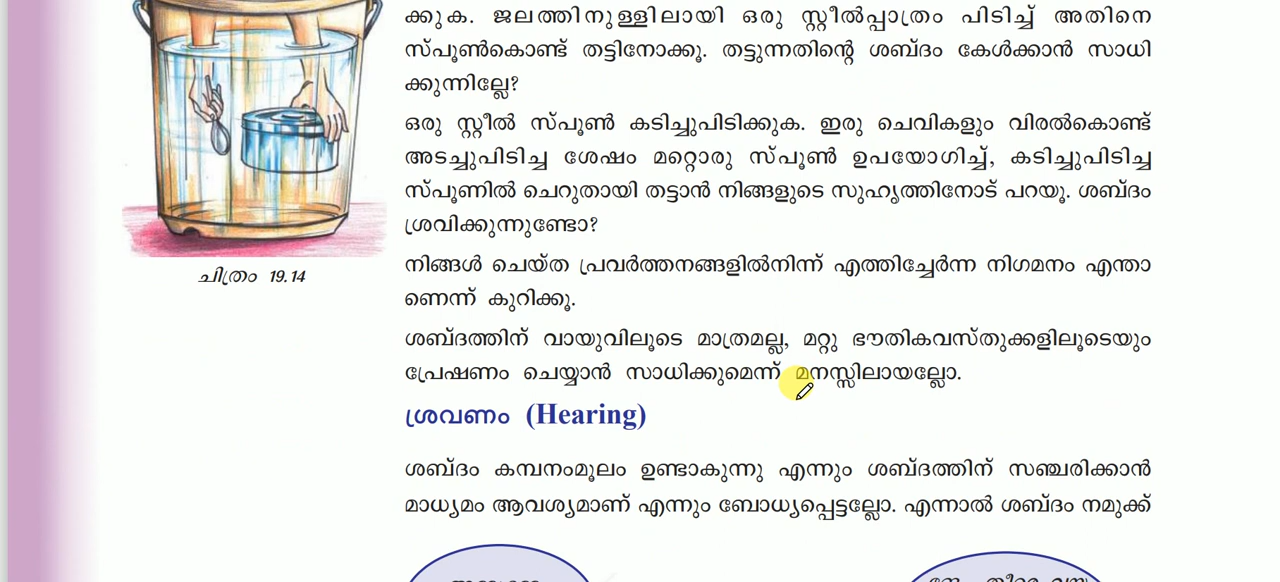 ക്കുക. ജലത്തിനുള്ളിലായി ഒരു സ്റ്റീൽപ്പാത്രം പിടിച്ച് അതിനെ
സ്പൂൺകൊണ്ട് തട്ടിനോക്കൂ. തട്ടുന്നതിന്റെ ശബ്ദം കേൾക്കാൻ സാധി
ക്കുന്നില്ലേ?
ഒരു സ്റ്റീൽ സ്പൂൺ കടിച്ചുപിടിക്കുക. ഇരു ചെവികളും വിരൽകൊണ്ട്
അടച്ചുപിടിച്ച ശേഷം മറ്റൊരു സ്പൂൺ ഉപയോഗിച്ച്, കടിച്ചുപിടിച്ച
സ്പൂണിൽ ചെറുതായി തട്ടാൻ നിങ്ങളുടെ സുഹൃത്തിനോട് പറയൂ. ശബ്ദം
ശ്രവിക്കുന്നുണ്ടോ?
ചിത്രം 19.14
നിങ്ങൾ ചെയ്ത പ്രവർത്തനങ്ങളിൽനിന്ന് എത്തിച്ചേർന്ന നിഗമനം എന്താ
ണെന്ന് കുറിക്കൂ.
ശബ്ദത്തിന് വായുവിലൂടെ മാത്രമല്ല, മറ്റു ഭൗതികവസ്തുക്കളിലൂടെയും
പ്രേഷണം ചെയ്യാൻ സാധിക്കുമെന്ന് മനസ്സിലായല്ലോ.
ശ്രവണം (Hearing)
ശബ്ദം കമ്പനംമൂലം ഉണ്ടാകുന്നു എന്നും ശബ്ദത്തിന് സഞ്ചരിക്കാൻ
മാധ്യമം ആവശ്യമാണ് എന്നും ബോധ്യപ്പെട്ടല്ലോ. എന്നാൽ ശബ്ദം നമുക്ക്